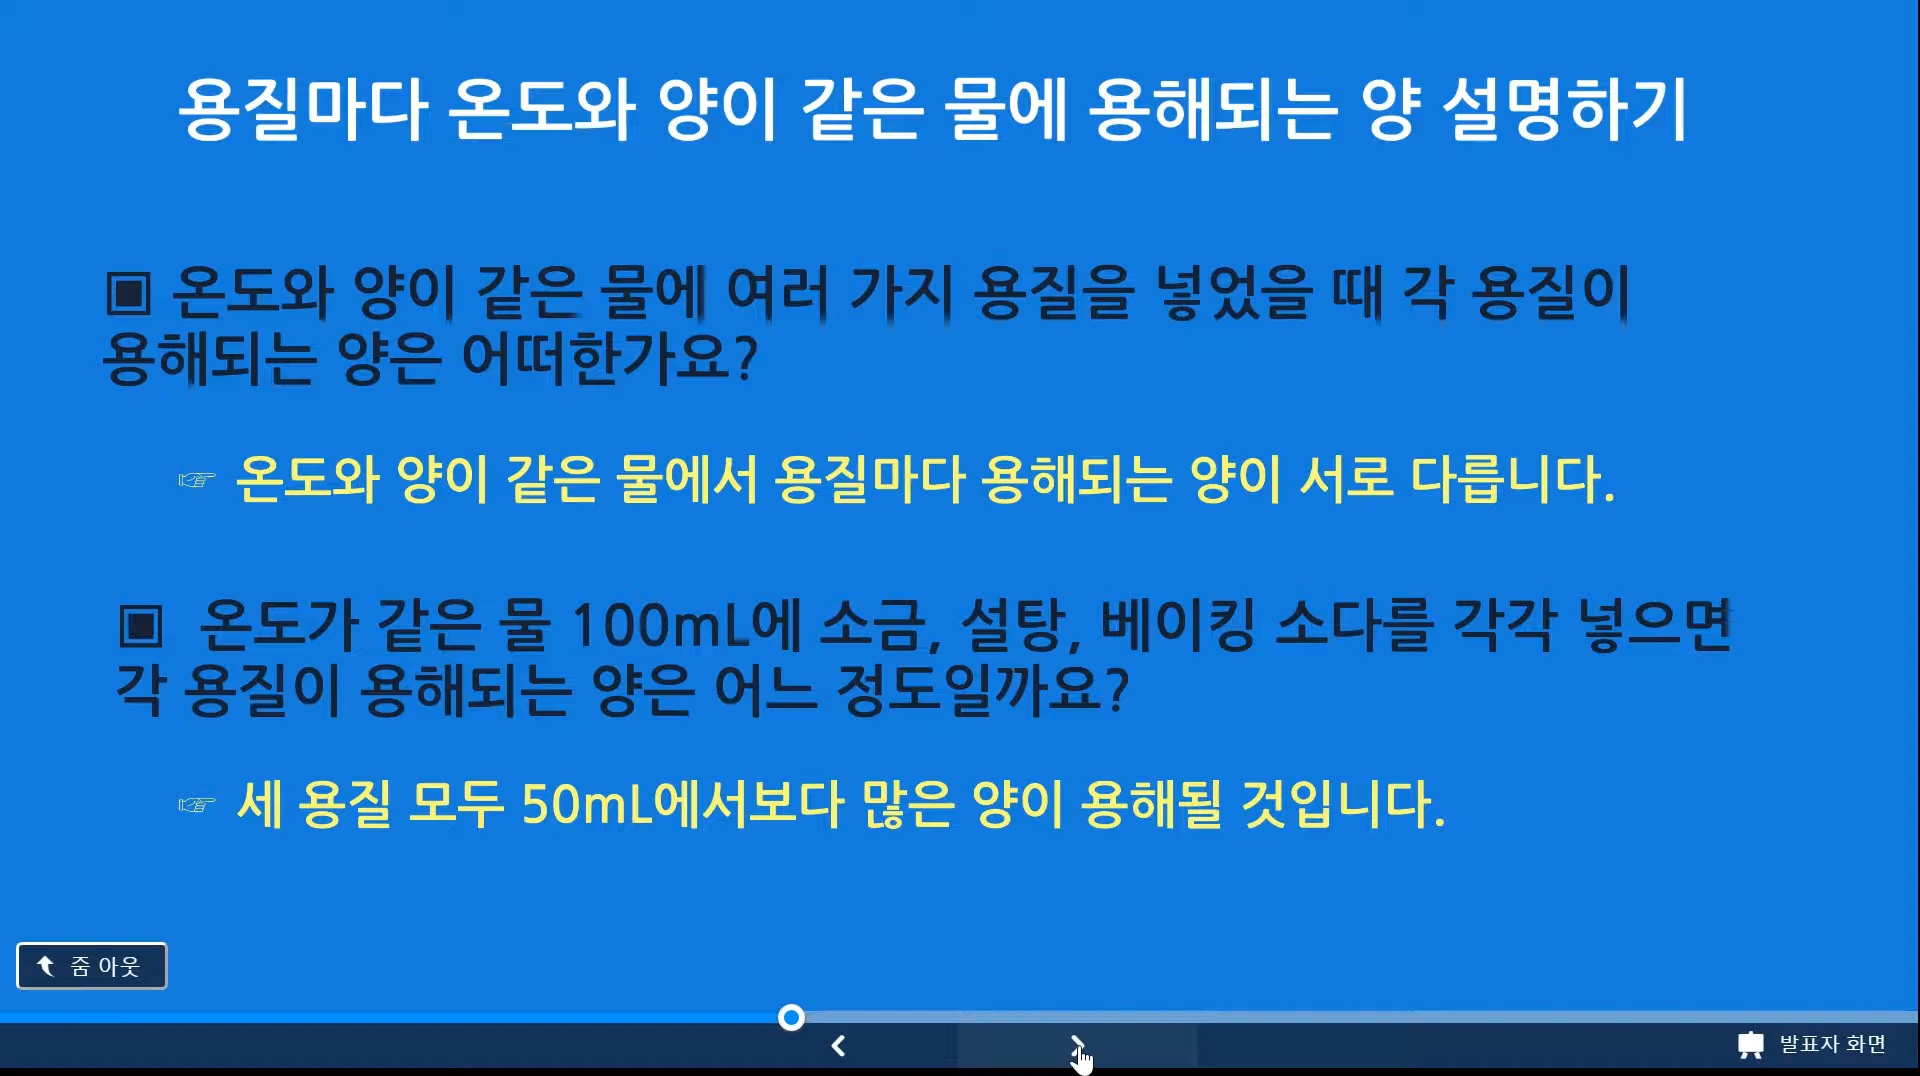 용질마다 온도와 양이 같은 물에 용해되는 양 설명하기
▣ 온도와 양이 같은 물에 여러 가지 용질을 넣었을 때 각 용질이
용해되는 양은 어떠한가요?
☞ 온도와 양이 같은 물에서 용질마다 용해되는 양이 서로 다릅니다.
▣ 온도가 같은 물 100mL에 소금, 설탕, 베이킹 소다를 각각 넣으면
각 용질이 용해되는 양은 어느 정도일까요?
☞ 세 용질 모두 50mL에서보다 많은 양이 용해될 것입니다.
줌 아웃
발표자 화면